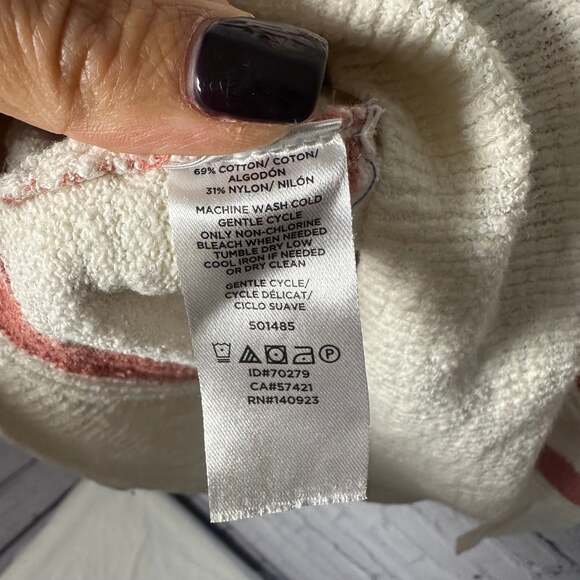 69% COTTON/ COTON/
ALGODÓN
31% NYLON/ NILÓN
MACHINE WASH COLD
GENTLE CYCLE
ONLY NON-CHLORINE
BLEACH WHEN NEEDED
TUMBLE DRY LOW
COOL IRON IF NEEDED
OR DRY CLEAN
GENTLE CYCLE/
CYCLE DÉLICAT/
CICLO SUAVE
501485
P
ID#70279
CA#57421
RN#140923